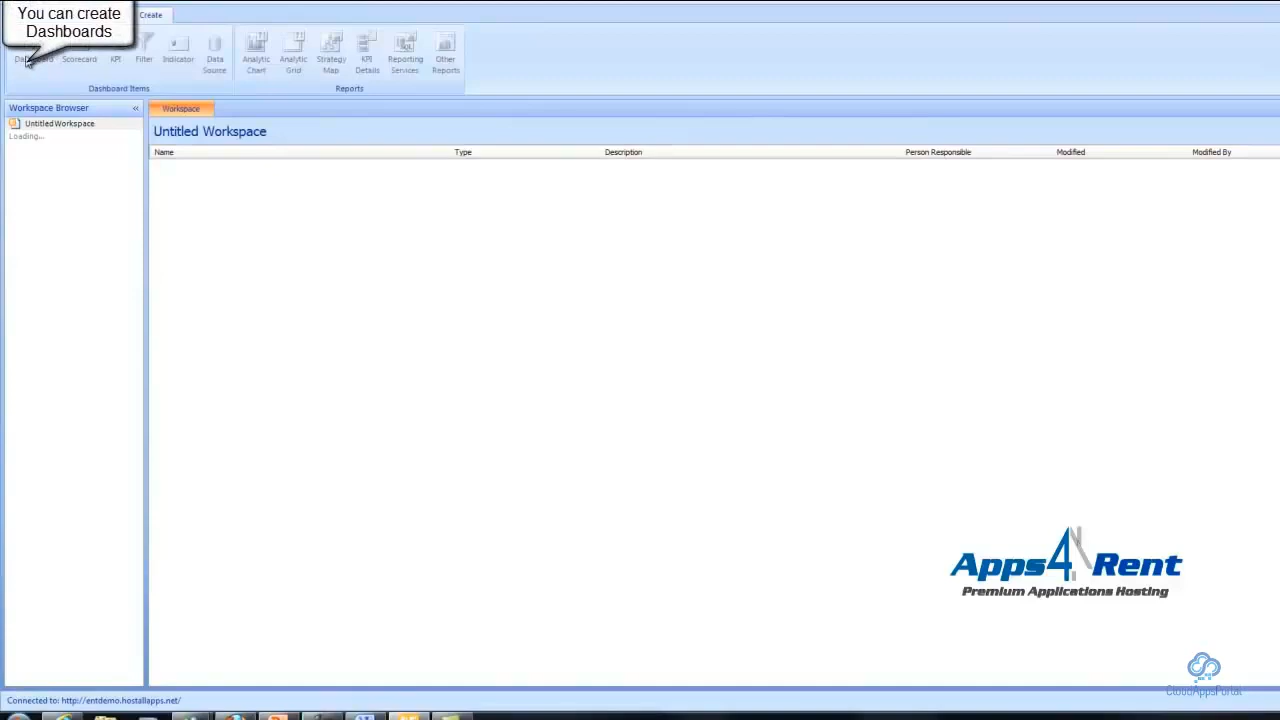 You can create
Dashboards
Create
Scorecard
KPI
Filter
Indicator
Data
Source
Analytic
Chart
Analytic
Grid
Strategy
Map
KPI
Details
Reporting
Services
Other
Reports
Dashboard Items
Reports
Workspace Browser
«
Workspace
Untitled Workspace
Loading...
Untitled Workspace
Name
Type
Description
Person Responsible
Modified
Modified By
Apps4Rent
Premium Applications Hosting
CloudAppsPortal
Connected to: http://entdemo.hostallapps.net/